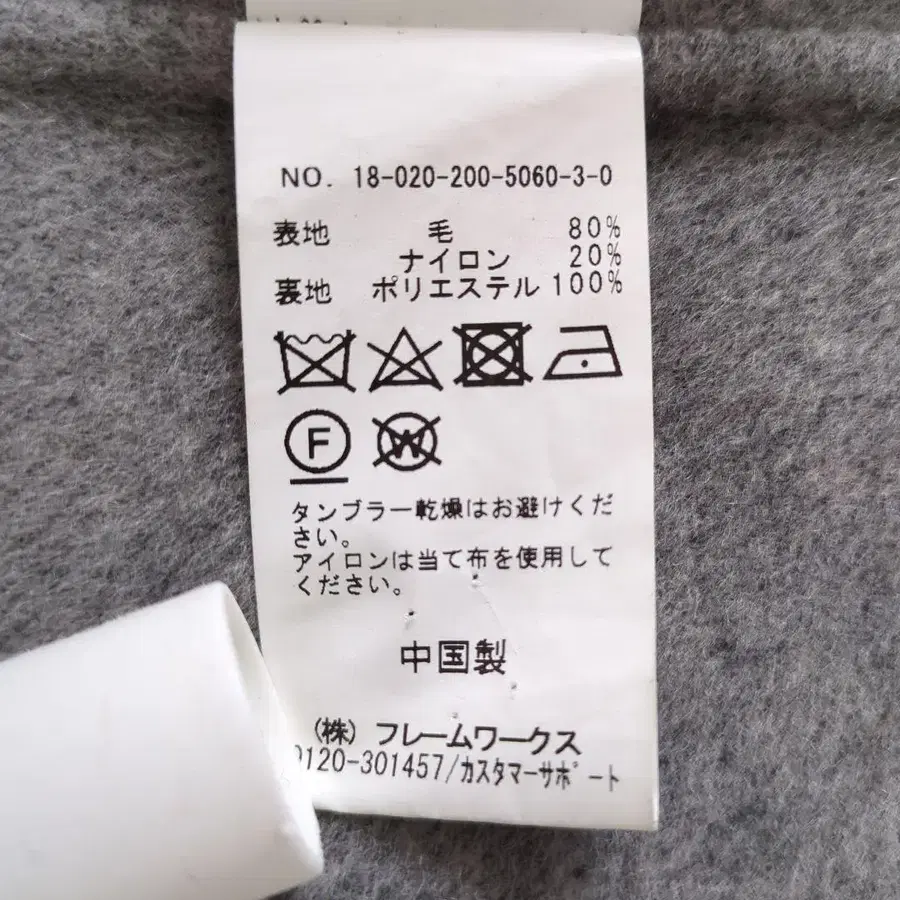 NO. 18-020-200-5060-3-0
表地 毛 80%
ナイロン 20%
裏地 ポリエステル 100%
F
W
タンブラー乾燥はお避けくだ
さい。
アイロンは当て布を使用して
ください。
中国製
(株) フレームワークス
0120-301457/カスタマーサポート